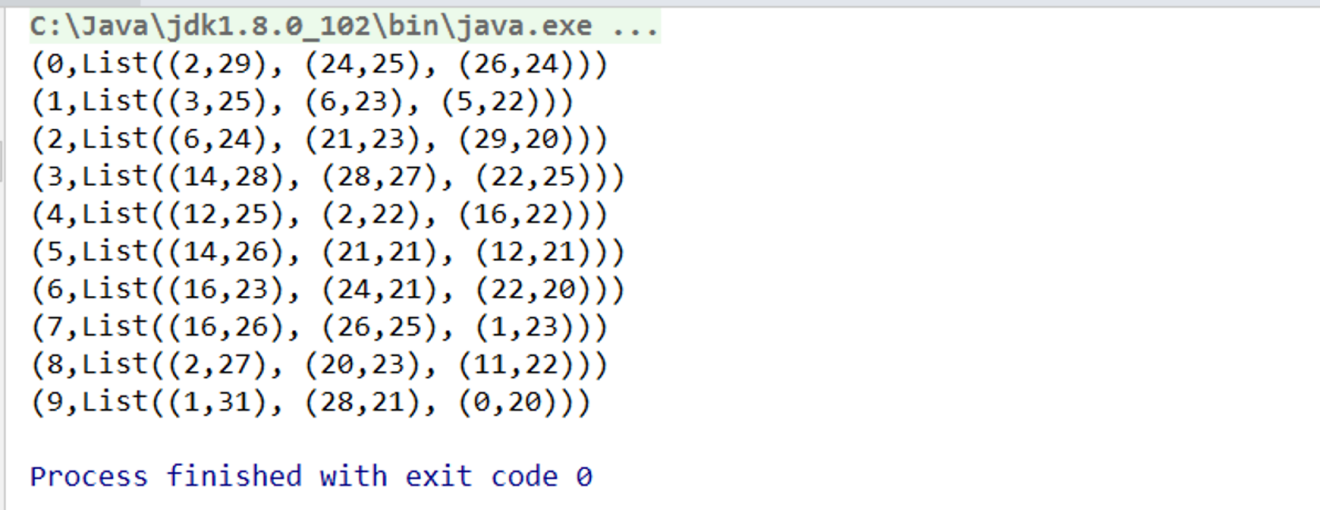 C:\Java\jdk1.8.0_102\bin\java.exe ...
(0,List((2,29), (24,25), (26,24)))
(1,List((3,25), (6,23), (5,22)))
(2,List((6,24), (21,23), (29,20)))
(3,List((14,28), (28,27), (22,25)))
(4,List((12,25), (2,22), (16,22)))
(5,List((14,26), (21,21), (12,21)))
(6,List((16,23), (24,21), (22,20)))
(7,List((16,26), (26,25), (1,23)))
(8,List((2,27), (20,23), (11,22)))
(9,List((1,31), (28,21), (0,20)))
Process finished with exit code 0